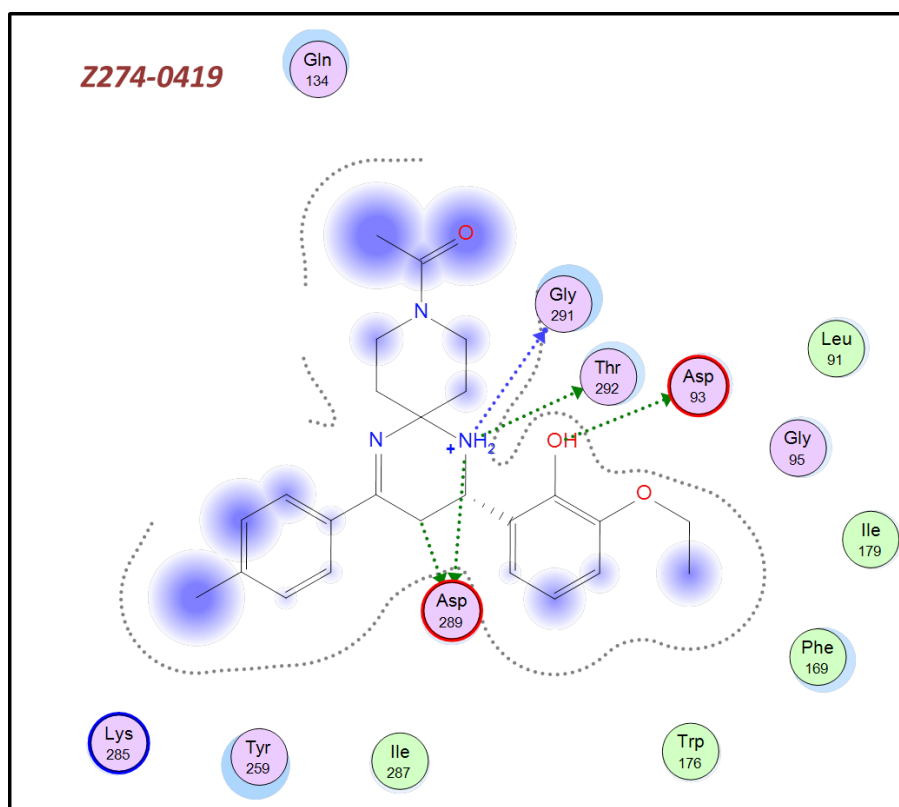 Z274-0419
Gln
134
O
N
Gly
291
Leu
91
Thr
292
Asp
93
N
+
NH2
OH
Gly
95
O
Ile
179
Asp
289
Phe
169
Lys
285
Tyr
259
Ile
287
Trp
176